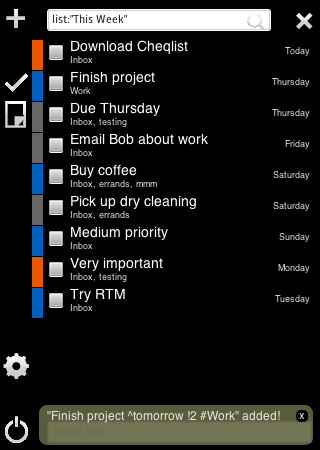 list:"This Week"
Download Cheqlist
Today
Inbox
Finish project
Thursday
Work
Due Thursday
Thursday
Inbox, testing
Email Bob about work
Friday
Inbox
Buy coffee
Saturday
Inbox, errands, mmm
Pick up dry cleaning
Saturday
Inbox, errands
Medium priority
Sunday
Inbox
Very important
Monday
Inbox, testing
Try RTM
Tuesday
Inbox
"Finish project ^tomorrow !2 #Work" added!
x